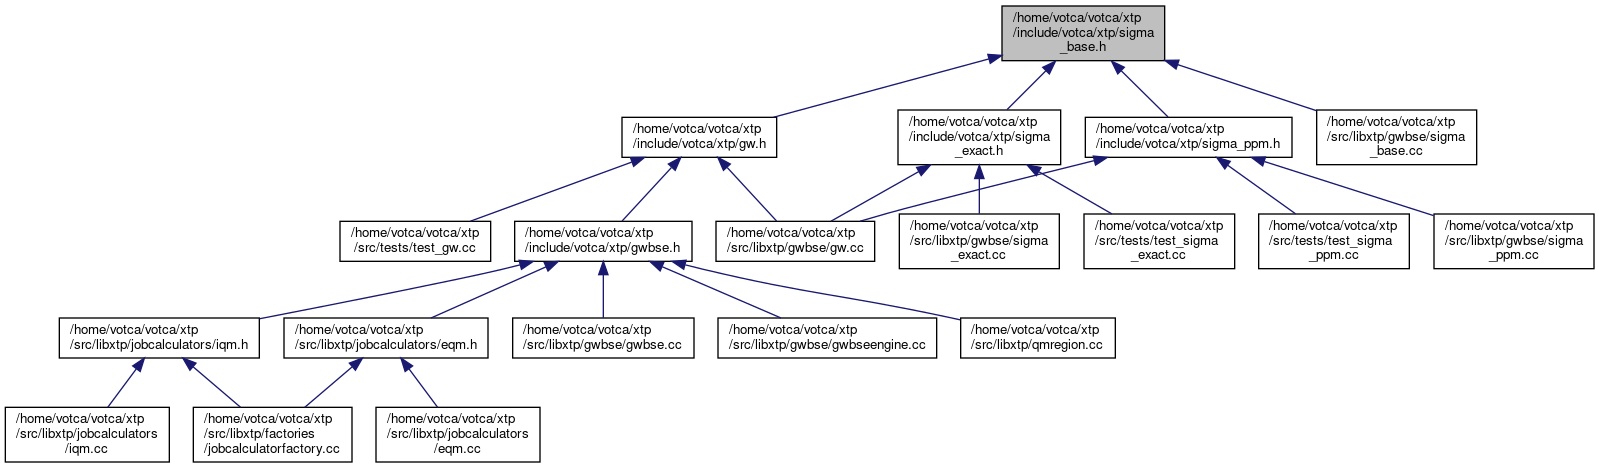 /home/votca/votca/xtp
/include/votca/xtp/sigma
_base.h
/home/votca/votca/xtp
/include/votca/xtp/gw.h
/home/votca/votca/xtp
/include/votca/xtp/sigma
_exact.h
/home/votca/votca/xtp
/include/votca/xtp/sigma_ppm.h
/home/votca/votca/xtp
/src/libxtp/gwbse/sigma
_base.cc
/home/votca/votca/xtp
/src/tests/test_gw.cc
/home/votca/votca/xtp
/include/votca/xtp/gwbse.h
/home/votca/votca/xtp
/src/libxtp/gwbse/gw.cc
/home/votca/votca/xtp
/src/libxtp/gwbse/sigma
_exact.cc
/home/votca/votca/xtp
/src/tests/test_sigma
_exact.cc
/home/votca/votca/xtp
/src/tests/test_sigma
_ppm.cc
/home/votca/votca/xtp
/src/libxtp/gwbse/sigma
_ppm.cc
/home/votca/votca/xtp
/src/libxtp/jobcalculators/iqm.h
/home/votca/votca/xtp
/src/libxtp/jobcalculators/eqm.h
/home/votca/votca/xtp
/src/libxtp/gwbse/gwbse.cc
/home/votca/votca/xtp
/src/libxtp/gwbse/gwbseengine.cc
/home/votca/votca/xtp
/src/libxtp/qmregion.cc
/home/votca/votca/xtp
/src/libxtp/jobcalculators
/iqm.cc
/home/votca/votca/xtp
/src/libxtp/factories
/jobcalculatorfactory.cc
/home/votca/votca/xtp
/src/libxtp/jobcalculators
/eqm.cc